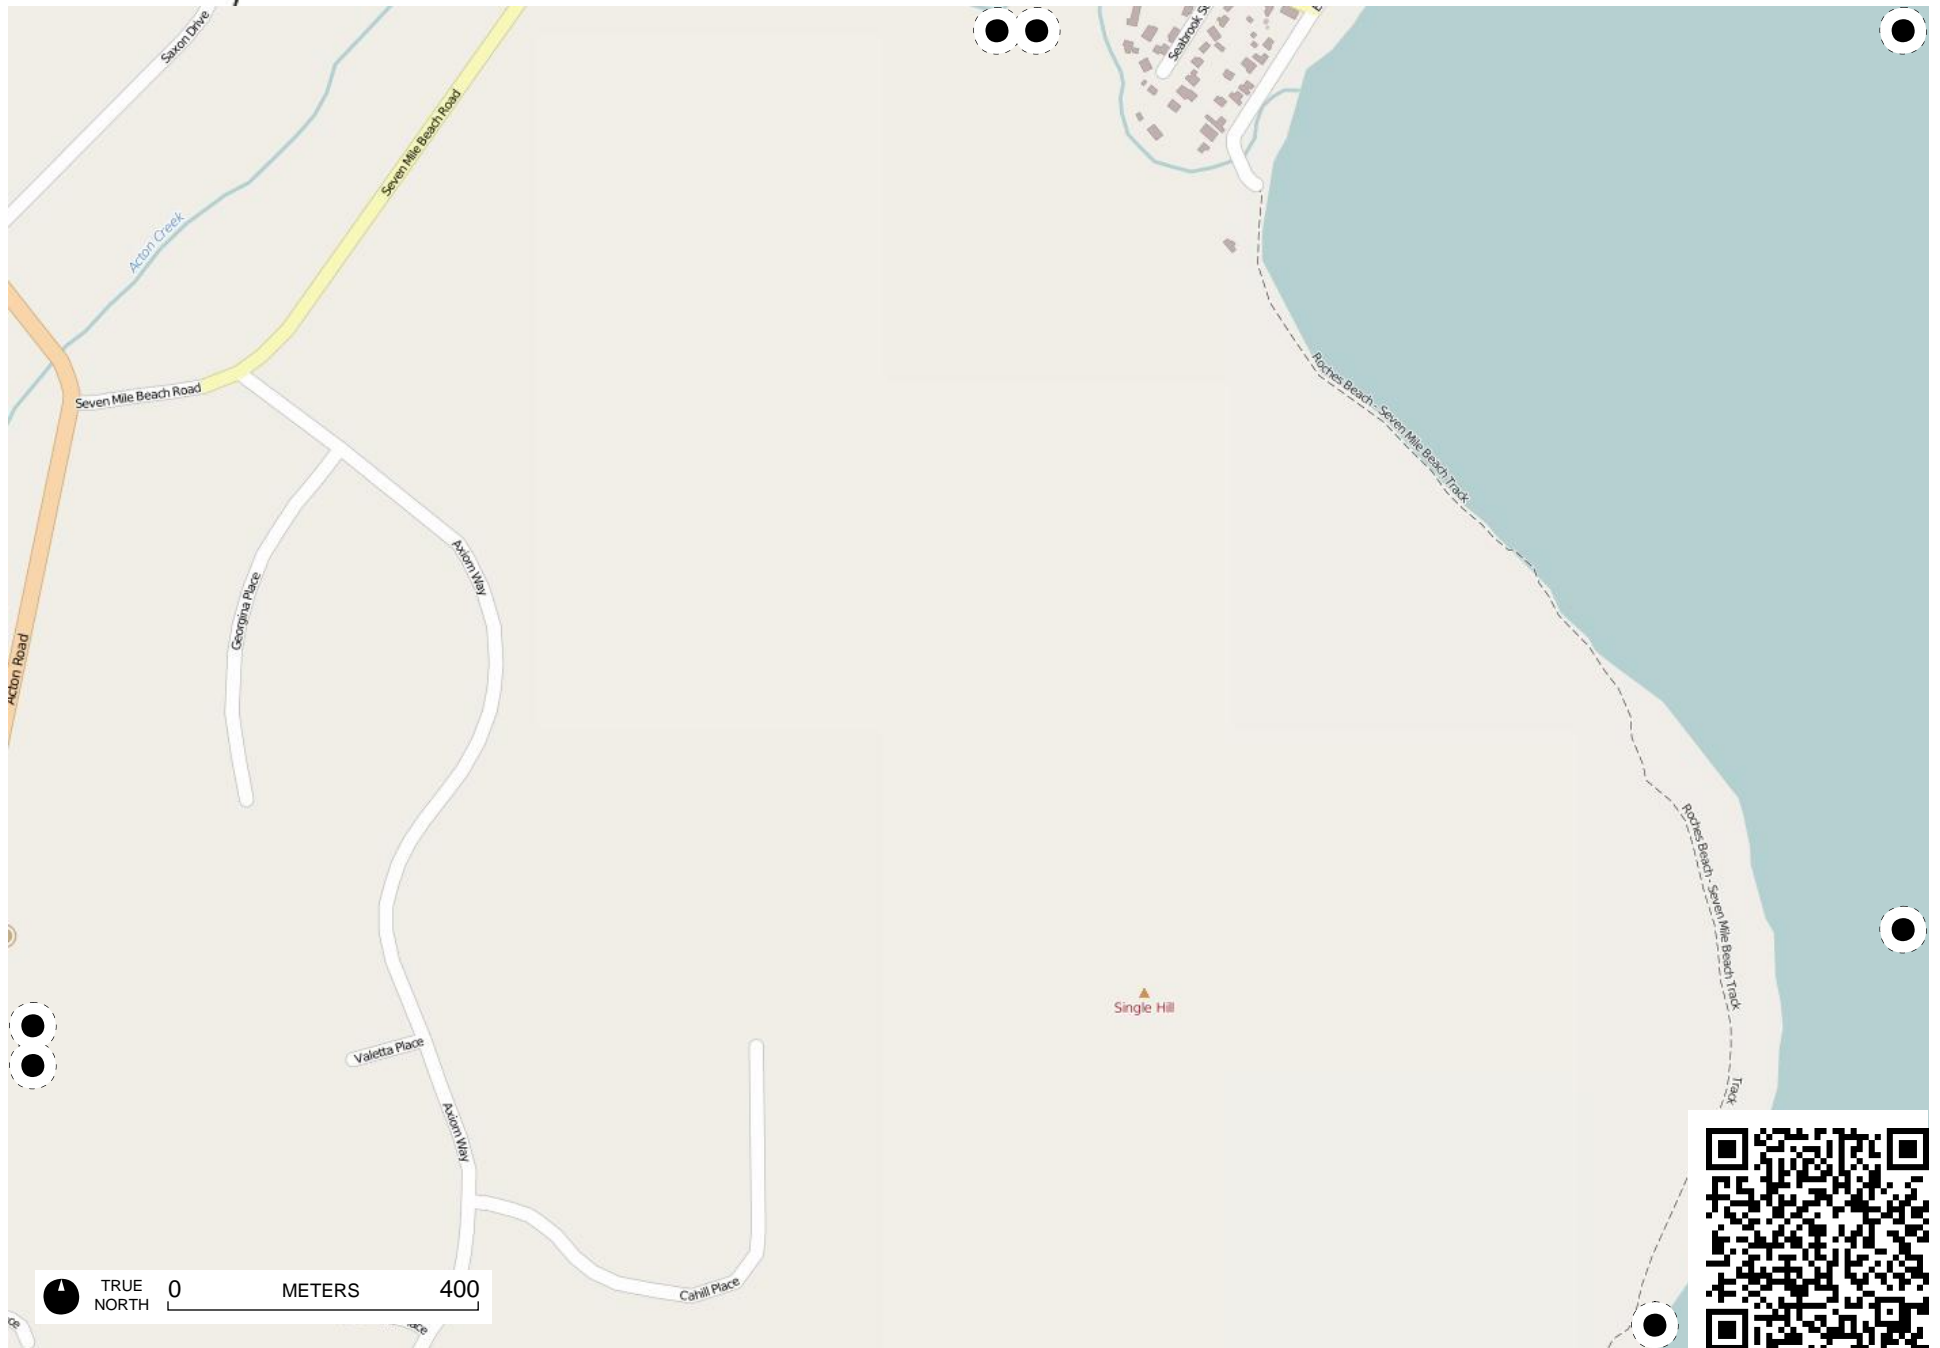 Saxon Drive
Seabrook
Seven Mile Beach Road
Acton Creek
Seven Mile Beach Road
Roches Beach - Seven Mile Beach Track
Axiom Way
Georgina Place
Acton Road
Roches Beach - Seven Mile Beach Track
Single Hill
Valetta Place
Track
Axiom Way
TRUE NORTH
0 METERS 400
Cahill Place